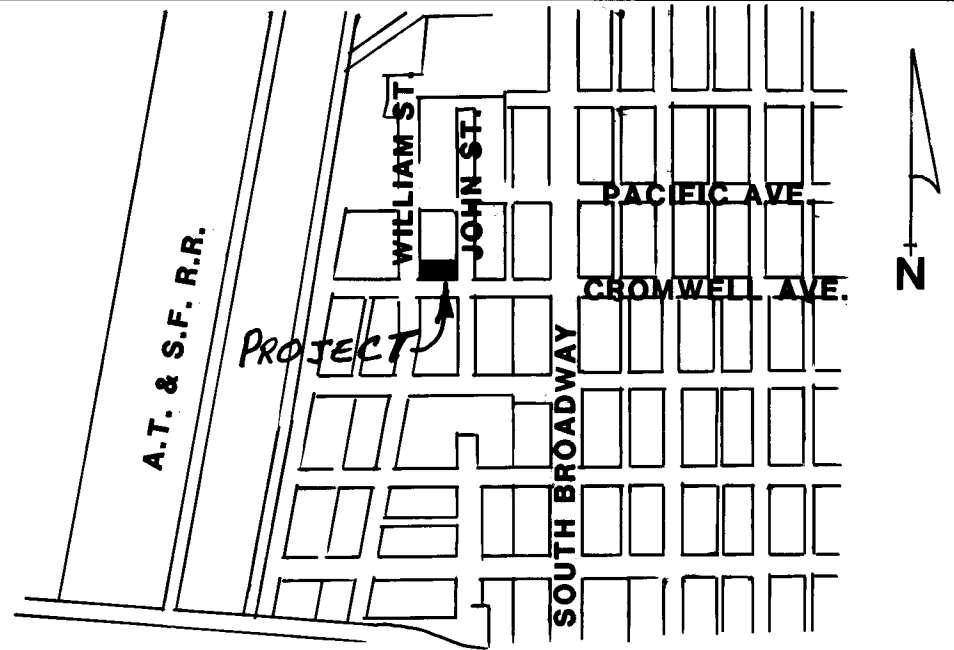 WILLIAM ST.
JOHN ST.
PACIFIC AVE.
A.T. & S.F. R.R.
N
CROMWELL AVE.
PROJECT
SOUTH BROADWAY